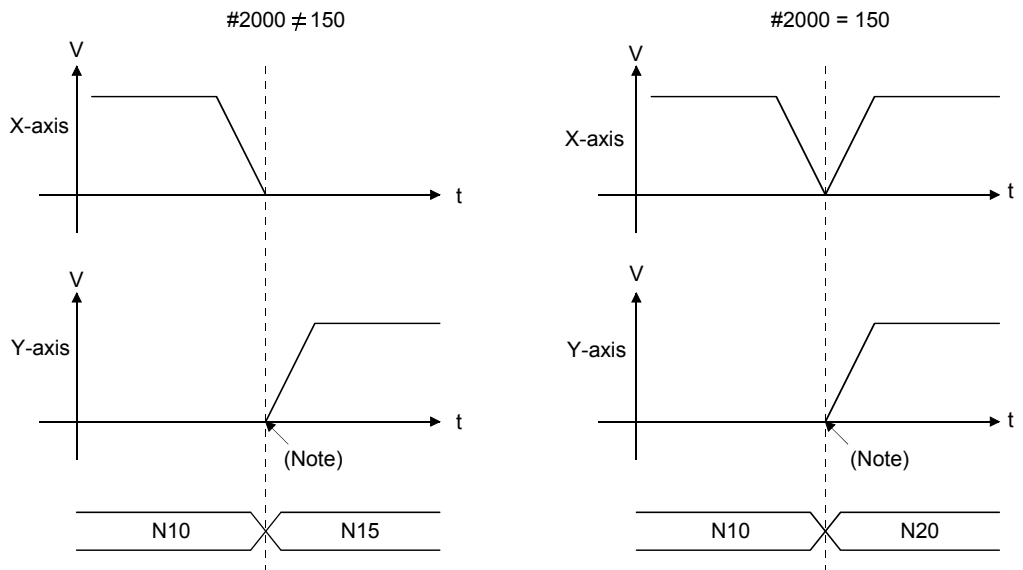 #2000 ≠ 150
V
X-axis
t
V
Y-axis
t
(Note)
N10 N15
#2000 = 150
V
X-axis
t
V
Y-axis
t
(Note)
N10 N20